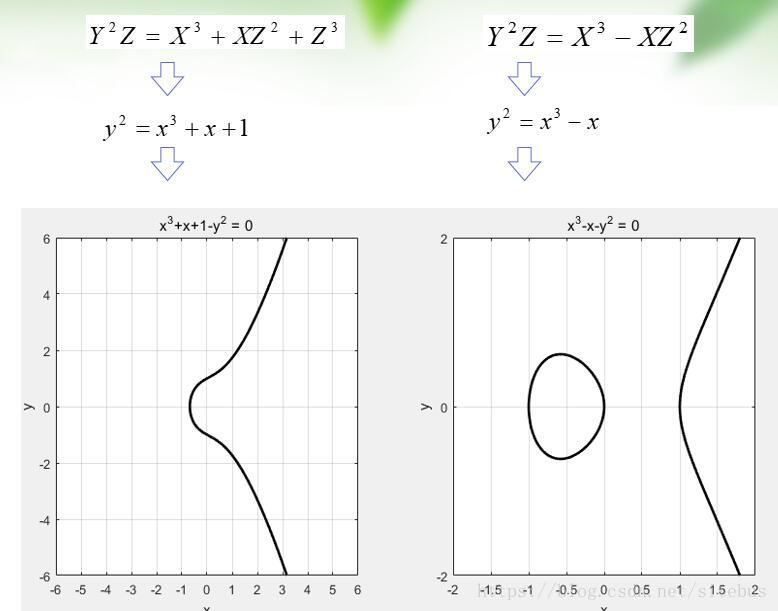 Y²Z = X³ + XZ² + Z³
Y²Z = X³ − XZ²
y² = x³ + x + 1
y² = x³ − x
x³+x+1-y² = 0
6
4
2
0
-2
-4
-6
y
-6 -5 -4 -3 -2 -1 0 1 2 3 4 5 6
x
x³-x-y² = 0
2
0
-2
y
-2 -1.5 -1 -0.5 0 0.5 1 1.5 2
x